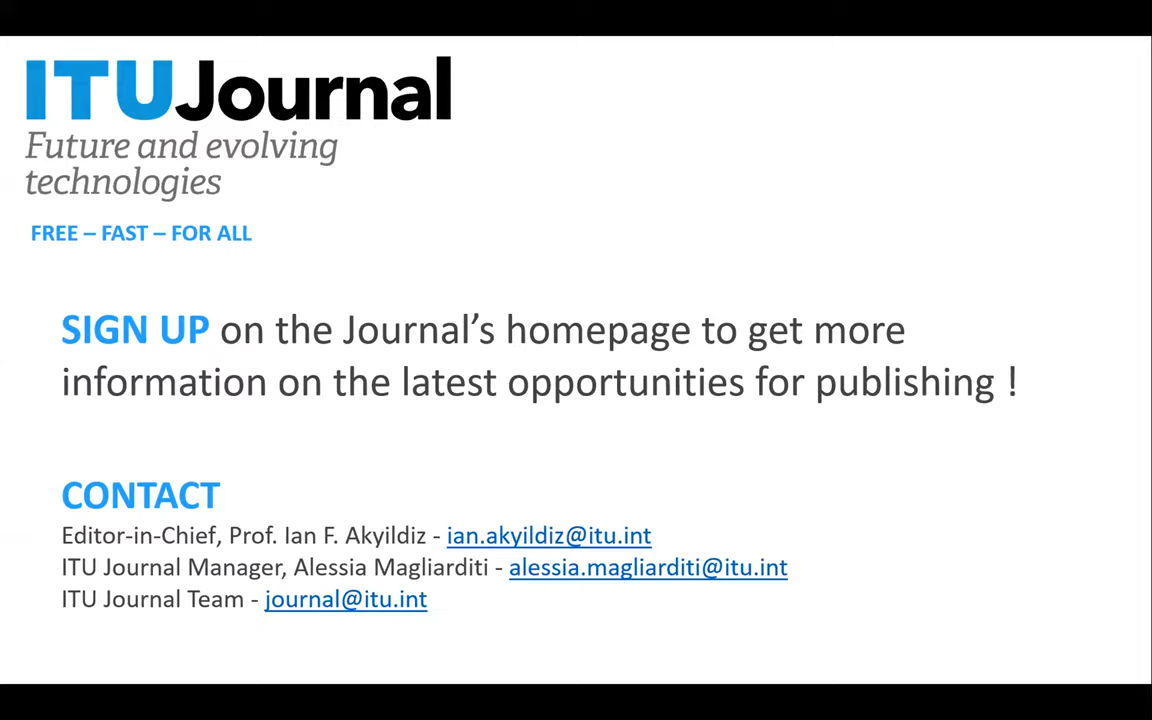 ITUJournal
Future and evolving
technologies
FREE – FAST – FOR ALL
SIGN UP on the Journal’s homepage to get more
information on the latest opportunities for publishing !
CONTACT
Editor-in-Chief, Prof. Ian F. Akyildiz - ian.akyildiz@itu.int
ITU Journal Manager, Alessia Magliarditi - alessia.magliarditi@itu.int
ITU Journal Team - journal@itu.int